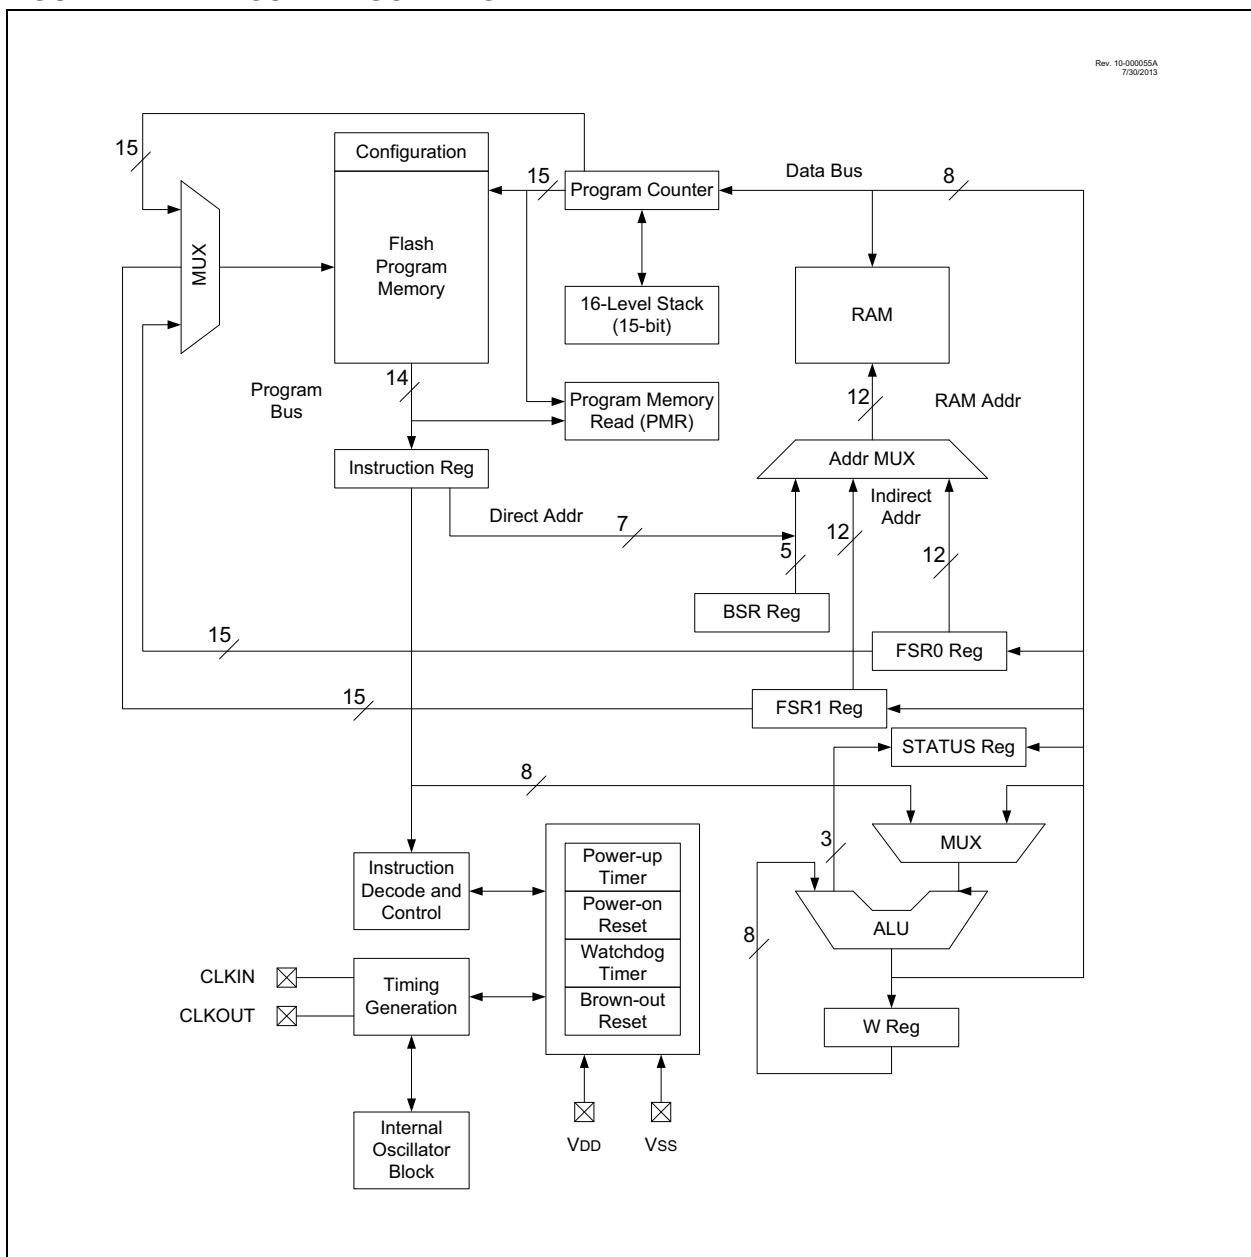 Rev. 10-000055A
7/30/2013
15
Configuration
15
Program Counter
Data Bus
8
MUX
Flash
Program
Memory
16-Level Stack
(15-bit)
RAM
Program
Bus
14
Program Memory
Read (PMR)
12
RAM Addr
Instruction Reg
Addr MUX
Direct Addr
7
Indirect
Addr
12
5
12
BSR Reg
15
FSR0 Reg
15
FSR1 Reg
STATUS Reg
8
3
MUX
Power-up
Timer
Instruction
Decode and
Control
Power-on
Reset
8
ALU
Watchdog
Timer
CLKIN
CLKOUT
Timing
Generation
Brown-out
Reset
W Reg
Internal
Oscillator
Block
VDD
VSS